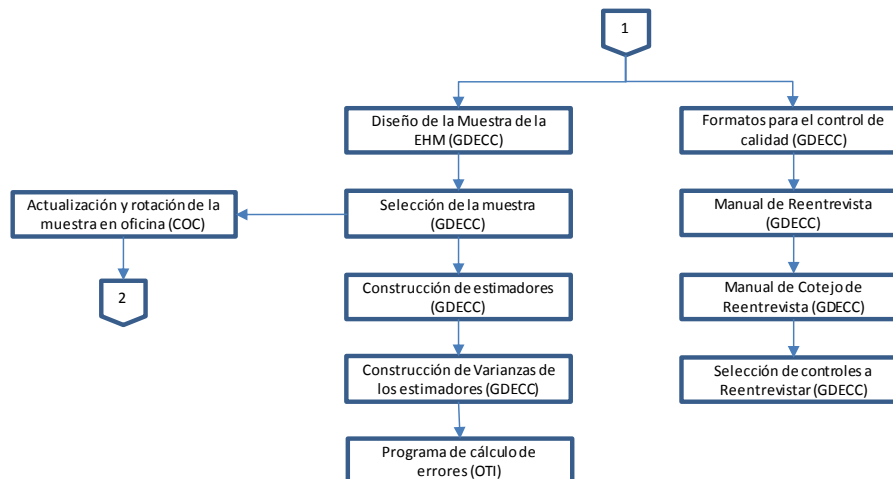 1
Diseño de la Muestra de la
EHM (GDECC)
Formatos para el control de
calidad (GDECC)
Actualización y rotación de la
muestra en oficina (COC)
Selección de la muestra
(GDECC)
Manual de Reentrevista
(GDECC)
2
Construcción de estimadores
(GDECC)
Manual de Cotejo de
Reentrevista (GDECC)
Construcción de Varianzas de
los estimadores (GDECC)
Selección de controles a
Reentrevistar (GDECC)
Programa de cálculo de
errores (OTI)